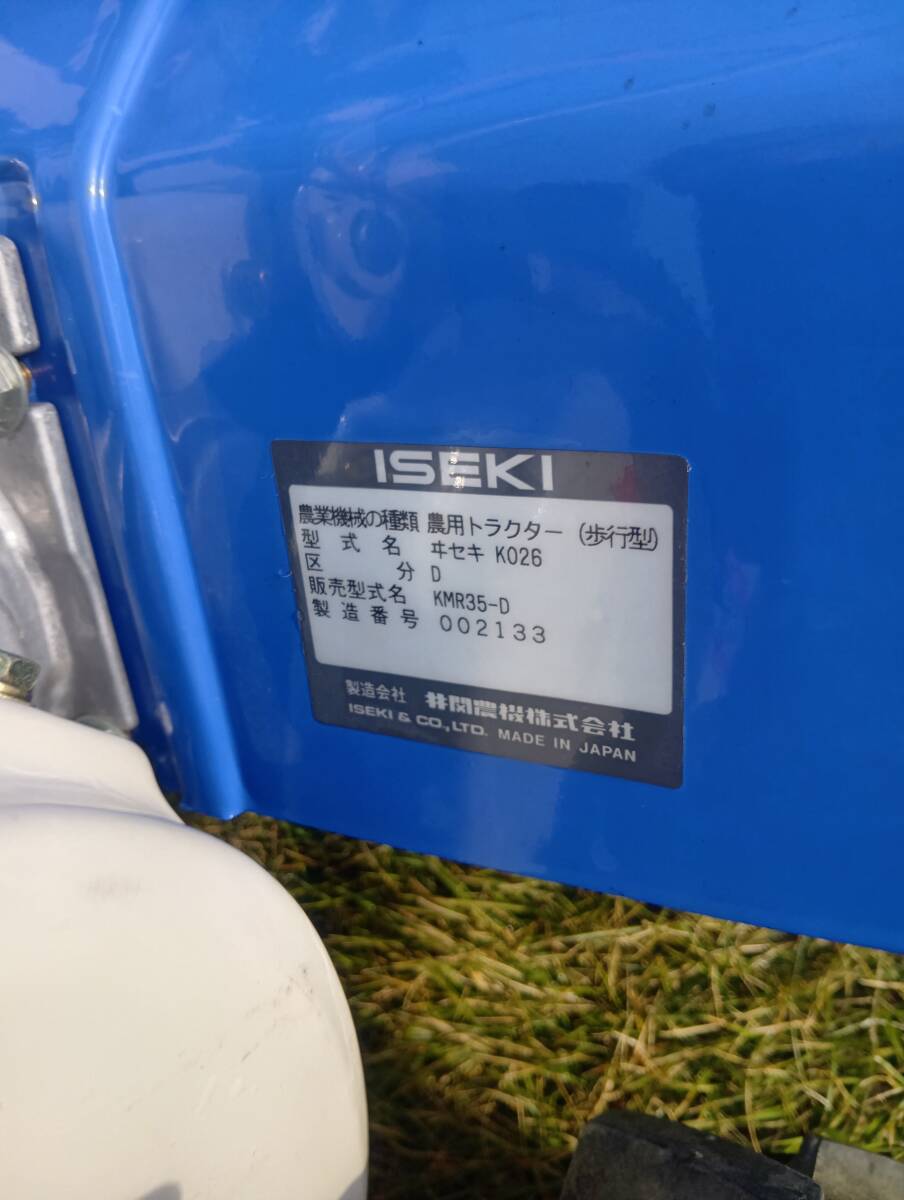 ISEKI
農業機械の種類 農用トラクター (歩行型)
型式名 ヰセキ KO26
区分 D
販売型式名 KMR35-D
製造番号 002133
製造会社 井関農機株式会社
ISEKI & CO., LTD. MADE IN JAPAN